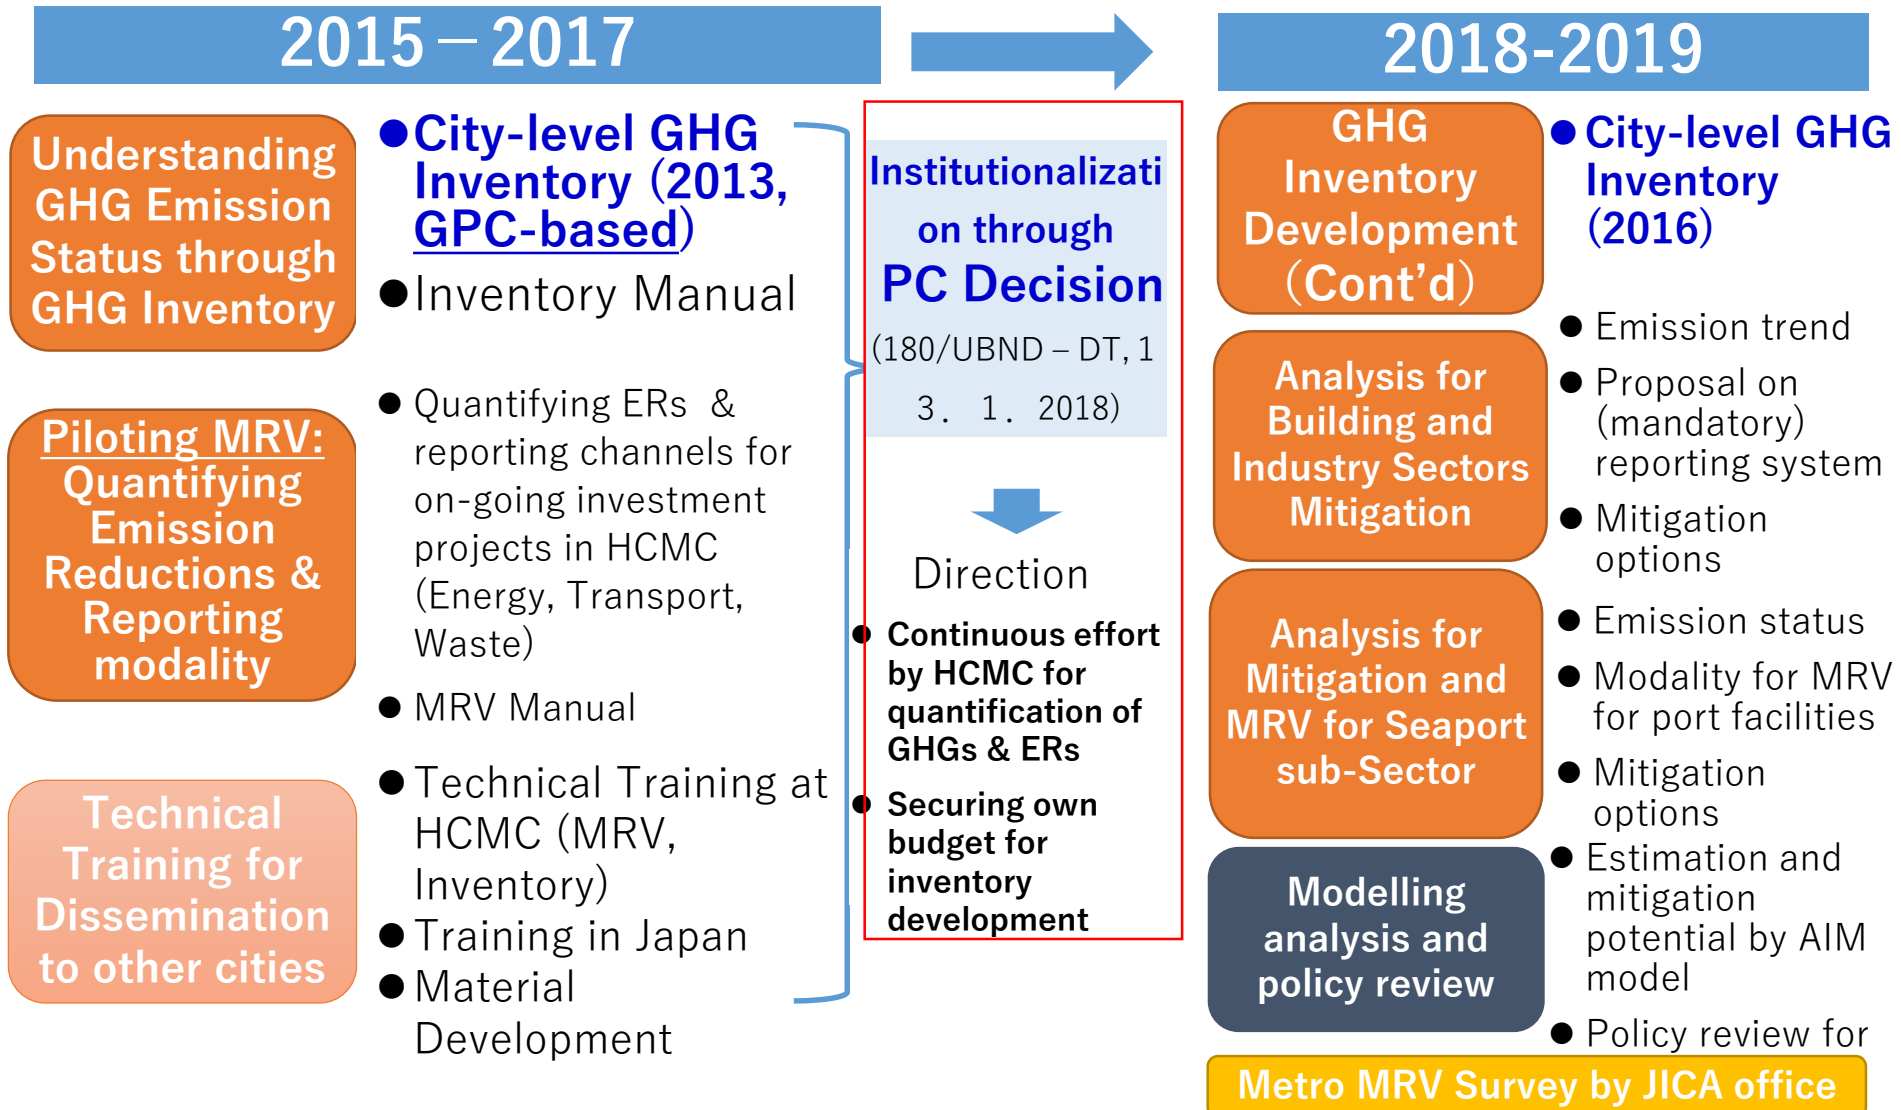 2015－2017
Understanding
GHG Emission
Status through
GHG Inventory
●City-level GHG
Inventory (2013,
GPC-based)
●Inventory Manual
Piloting MRV:
Quantifying
Emission
Reductions &
Reporting
modality
● Quantifying ERs &
reporting channels for
on-going investment
projects in HCMC
(Energy, Transport,
Waste)
● MRV Manual
Technical
Training for
Dissemination
to other cities
● Technical Training at
HCMC (MRV,
Inventory)
● Training in Japan
● Material
Development
Institutionalizati
on through
PC Decision
(180/UBND – DT, 1
3．1．2018)
Direction
● Continuous effort
by HCMC for
quantification of
GHGs & ERs
● Securing own
budget for
inventory
development
2018-2019
GHG
Inventory
Development
（Cont’d）
● City-level GHG
Inventory
(2016)
Analysis for
Building and
Industry Sectors
Mitigation
● Emission trend
● Proposal on
(mandatory)
reporting system
● Mitigation
options
Analysis for
Mitigation and
MRV for Seaport
sub-Sector
● Emission status
● Modality for MRV
for port facilities
● Mitigation
options
Modelling
analysis and
policy review
● Estimation and
mitigation
potential by AIM
model
● Policy review for
Metro MRV Survey by JICA office